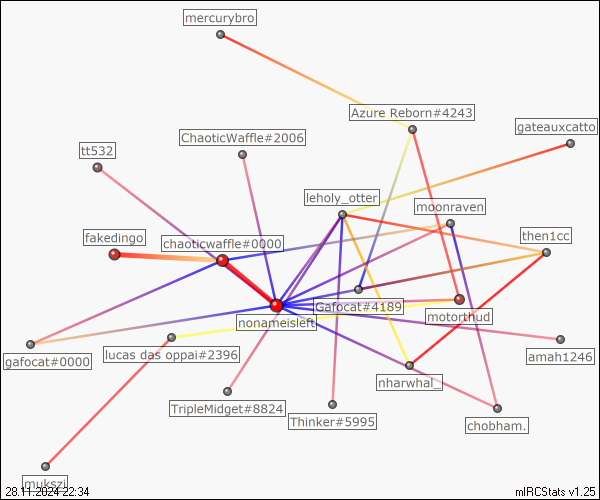 mercurybro
Azure Reborn#4243
gateauxcatto
ChaoticWaffle#2006
tt532
leholy_otter
moonraven
then1cc
fakedingo
chaoticwaffle#0000
Gafocat#4189
motorthud
nonameisleft
gafocat#0000
lucas das oppai#2396
amah1246
nharwhal_
TripleMidget#8824
Thinker#5995
chobham.
mukszi
28.11.2024 22:34
mIRCStats v1.25